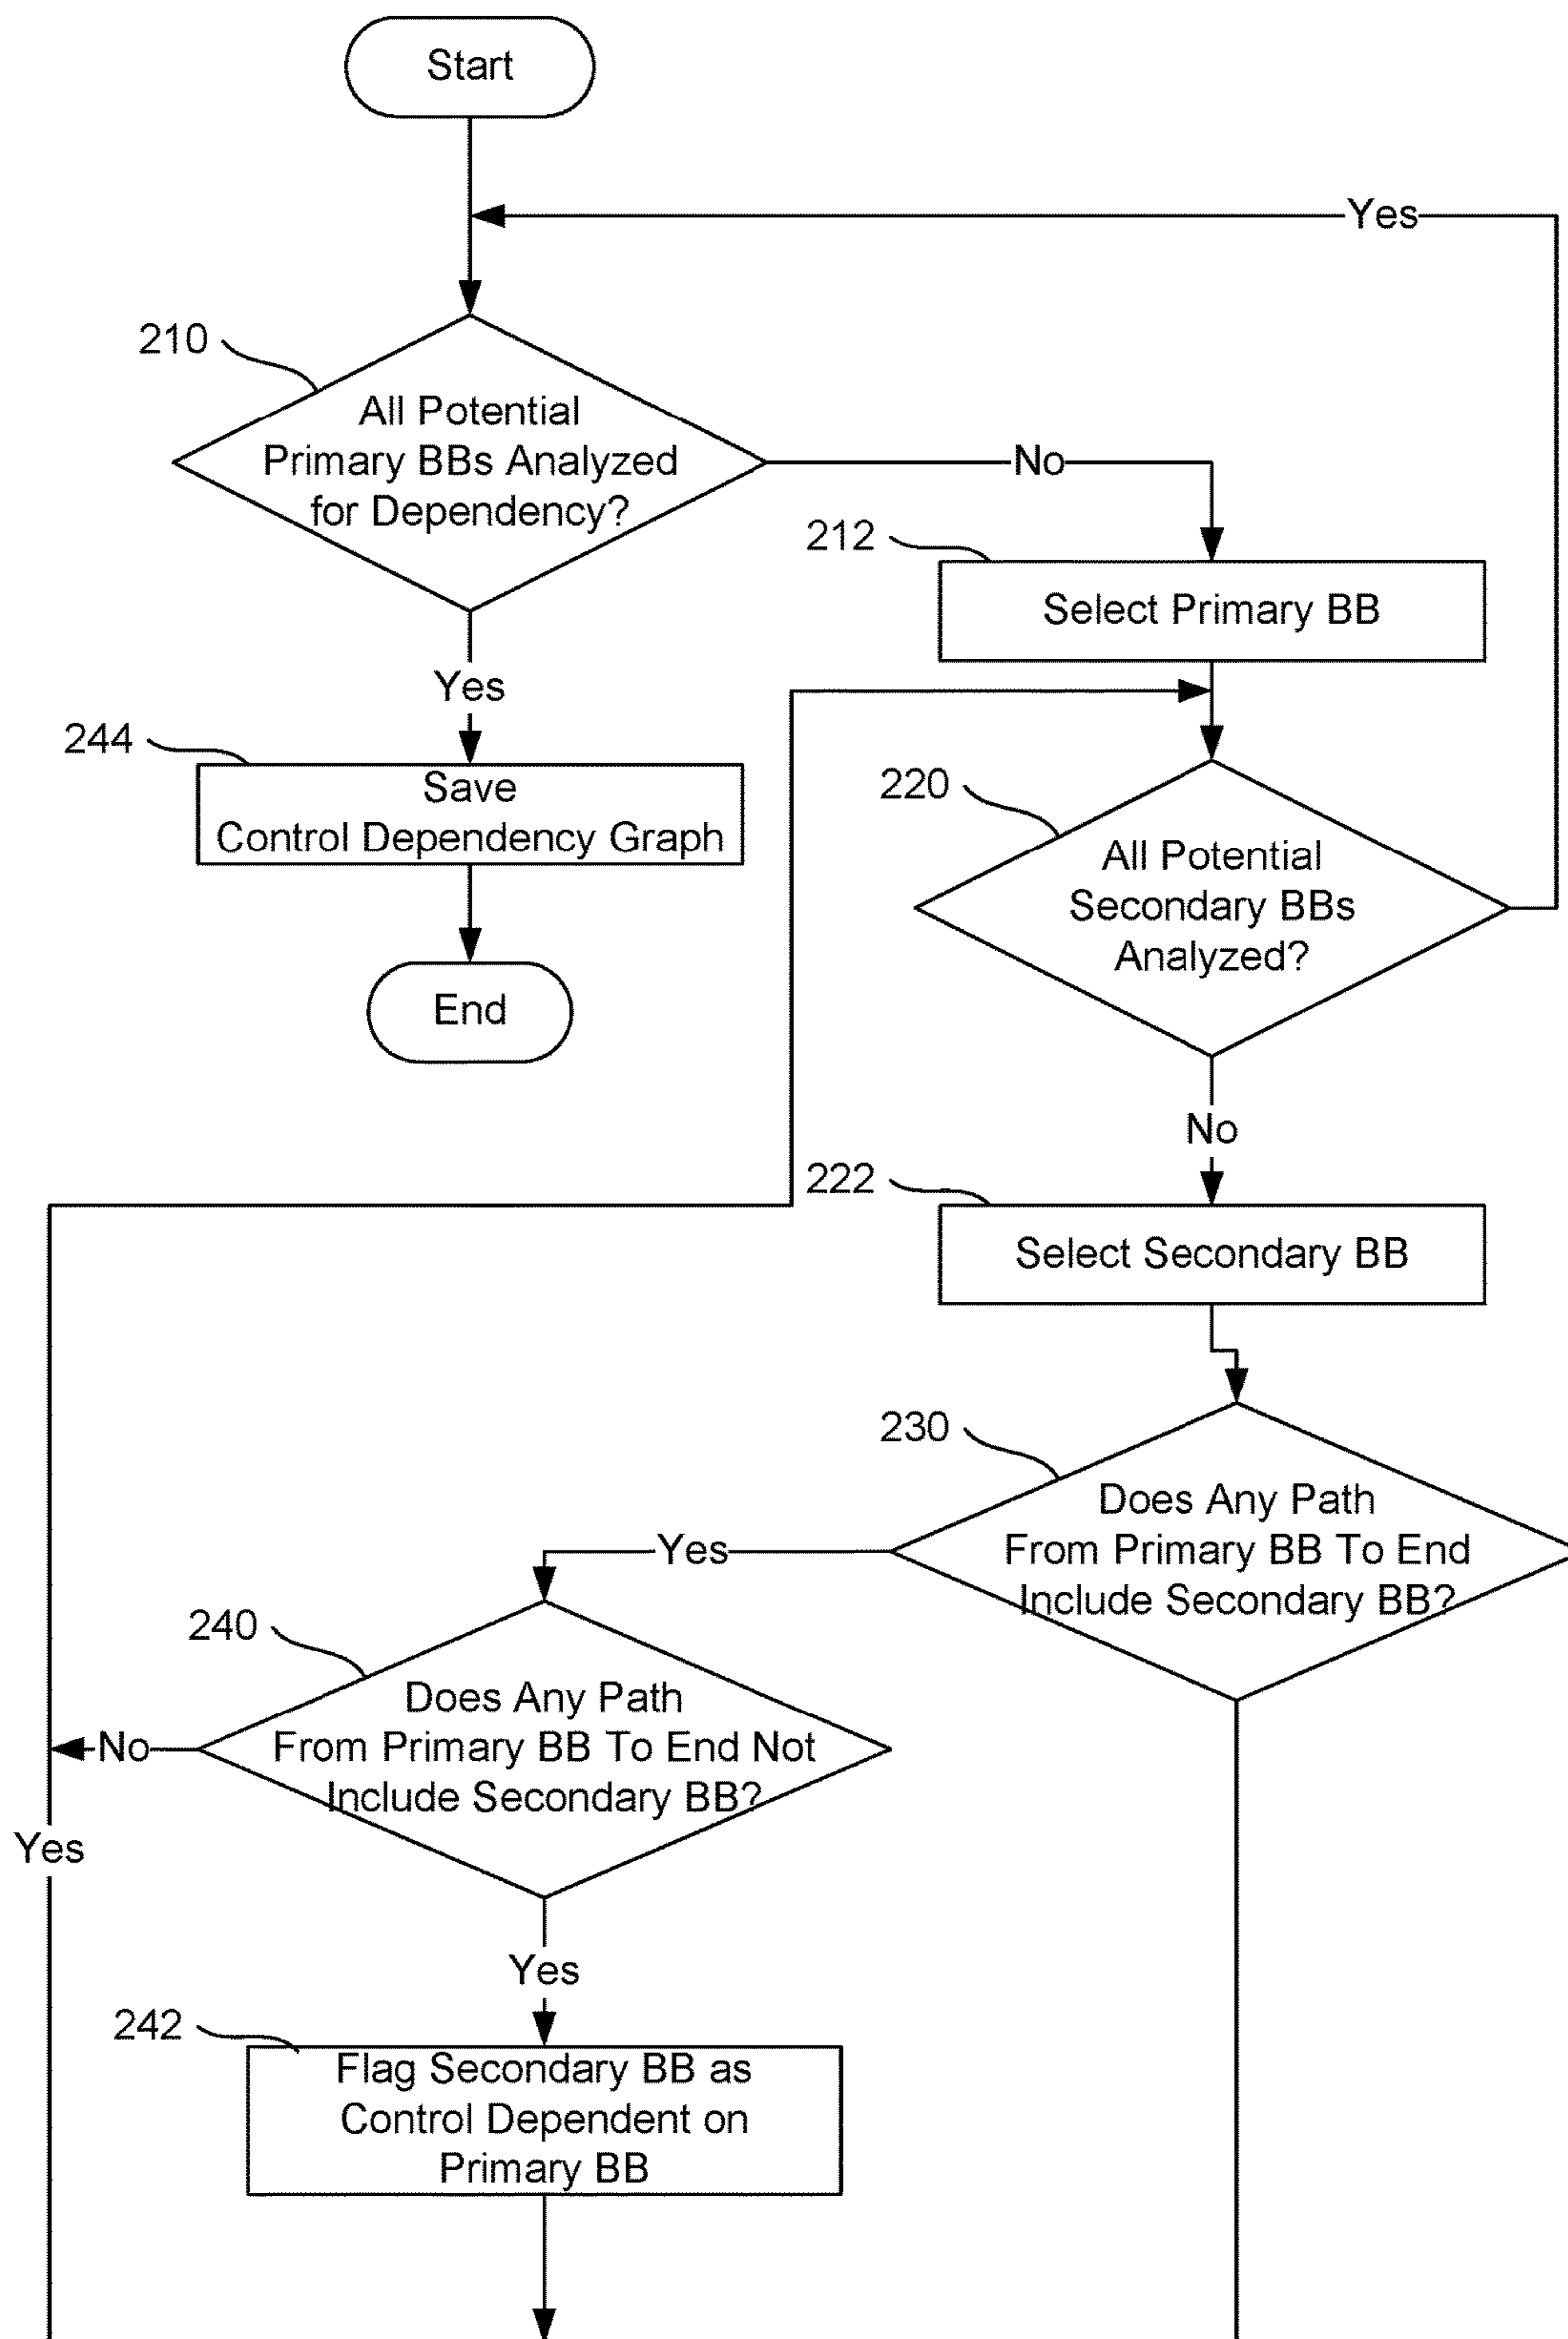 Start
Yes
210
All Potential
Primary BBs Analyzed
for Dependency?
No
212
Select Primary BB
Yes
244
Save
Control Dependency Graph
End
220
All Potential
Secondary BBs
Analyzed?
No
222
Select Secondary BB
230
Does Any Path
From Primary BB To End
Include Secondary BB?
Yes
240
Does Any Path
From Primary BB To End Not
Include Secondary BB?
No
Yes
Yes
242
Flag Secondary BB as
Control Dependent on
Primary BB